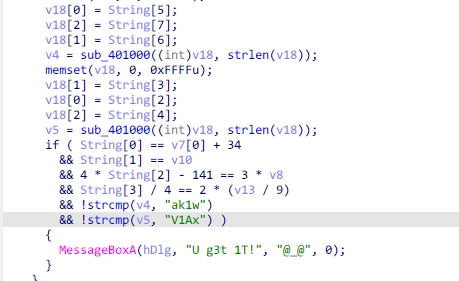 v18[0] = String[5];
v18[2] = String[7];
v18[1] = String[6];
v4 = sub_401000((int)v18, strlen(v18));
memset(v18, 0, 0xFFFFu);
v18[1] = String[3];
v18[0] = String[2];
v18[2] = String[4];
v5 = sub_401000((int)v18, strlen(v18));
if ( String[0] == v7[0] + 34
&& String[1] == v10
&& 4 * String[2] - 141 == 3 * v8
&& String[3] / 4 == 2 * (v13 / 9)
&& !strcmp(v4, "ak1w")
&& !strcmp(v5, "V1Ax") )
{
MessageBoxA(hDlg, "U g3t 1T!", "@_@", 0);
}